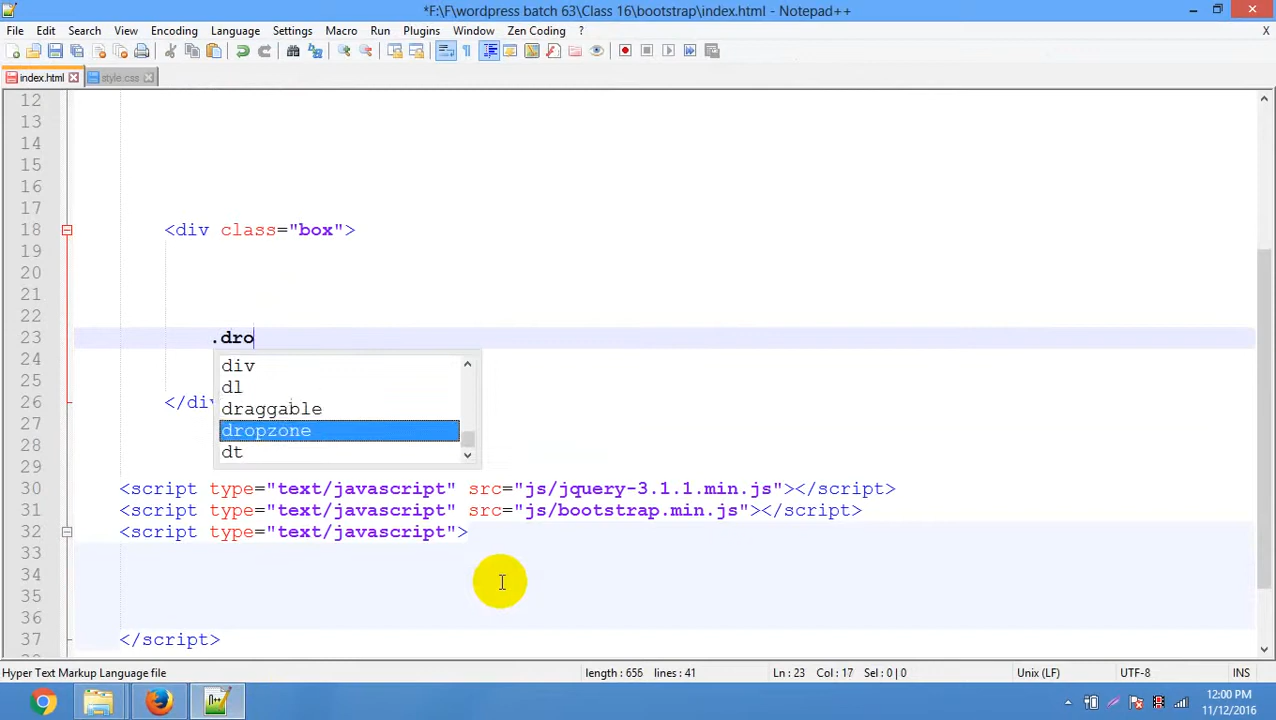 *F:\F\wordpress batch 63\Class 16\bootstrap\index.html - Notepad++
File Edit Search View Encoding Language Settings Macro Run Plugins Window Zen Coding ? X
index.html style.css
12
13
14
15
16
17
18 <div class="box">
19
20
21
22
23 .dro
24 div
25 dl
draggable
26 </div
dropzone
27
28 dt
29
30 <script type="text/javascript" src="js/jquery-3.1.1.min.js"></script>
31 <script type="text/javascript" src="js/bootstrap.min.js"></script>
32 <script type="text/javascript">
33
34
35
36
37 </script>
Hyper Text Markup Language file length : 656 lines : 41 Ln : 23 Col : 17 Sel : 0 | 0 Unix (LF) UTF-8 INS
12:00 PM
11/12/2016